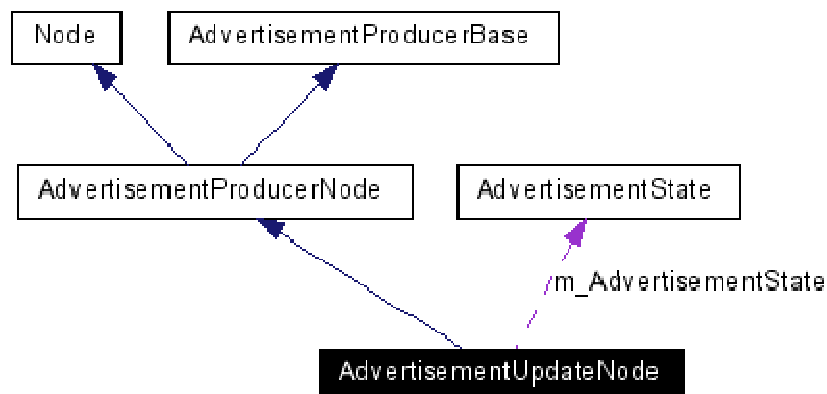 Node
AdvertisementProducerBase
AdvertisementProducerNode
AdvertisementState
m_AdvertisementState
AdvertisementUpdateNode